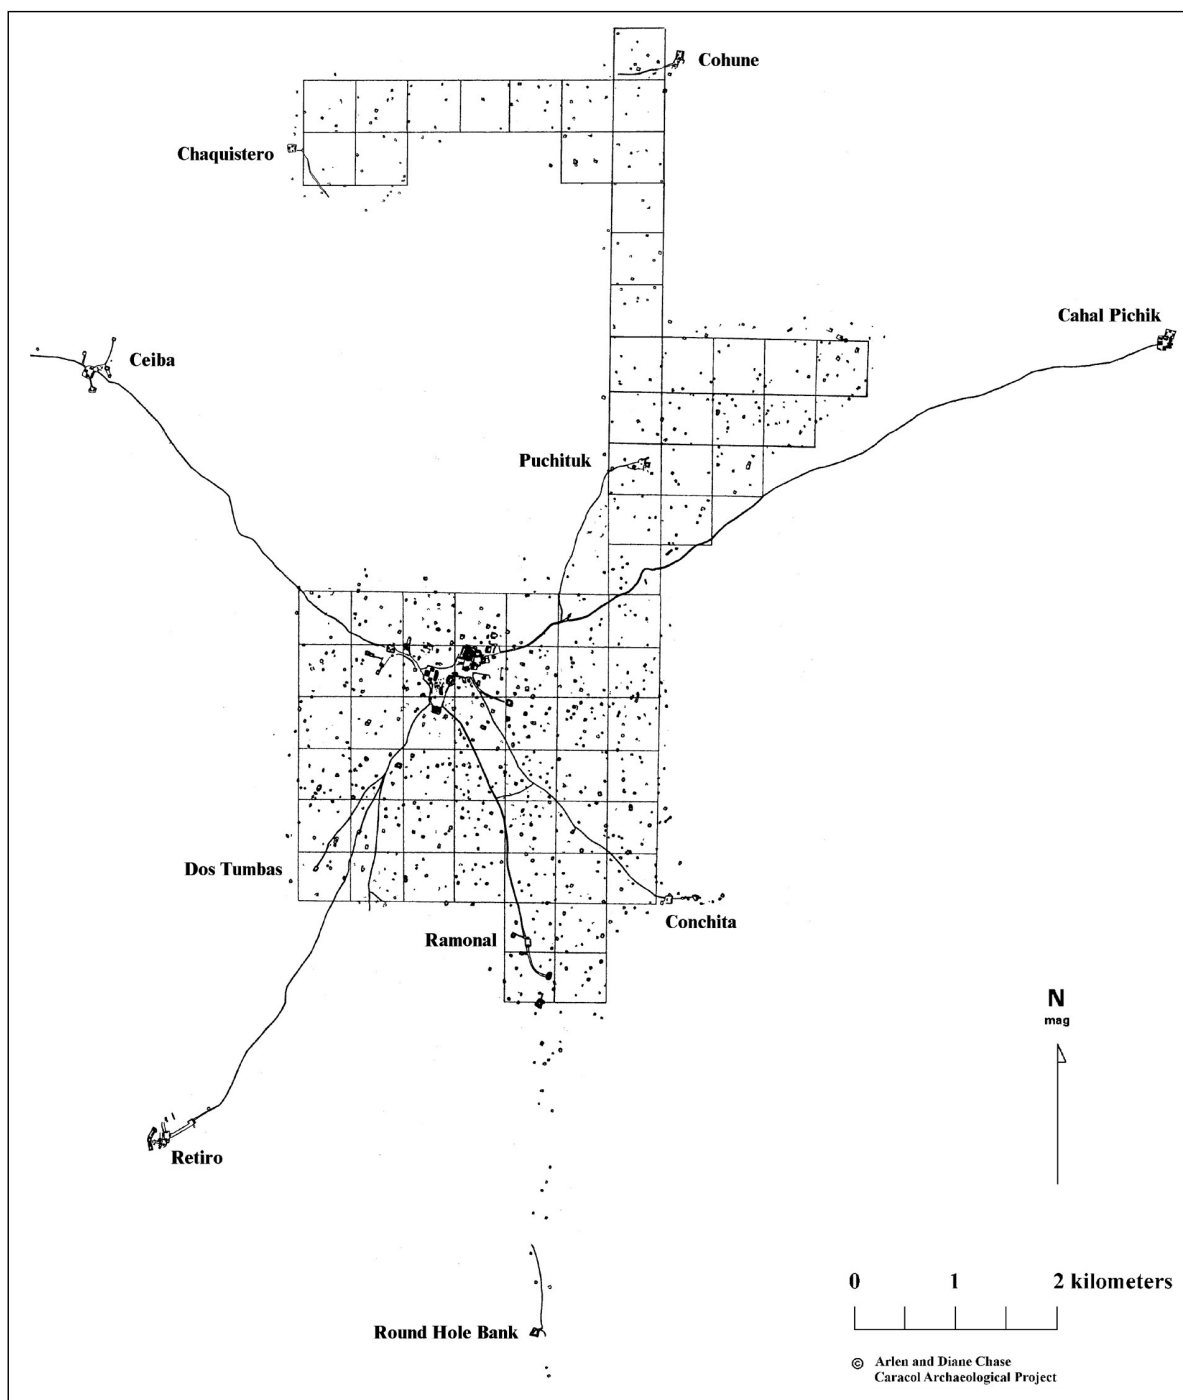 Cohune
Chaquistero
Cahal Pichik
Ceiba
Puchituk
Dos Tumbas
Conchita
Ramonal
N
mag
Retiro
0 1 2 kilometers
Round Hole Bank
© Arlen and Diane Chase
Caracol Archaeological Project